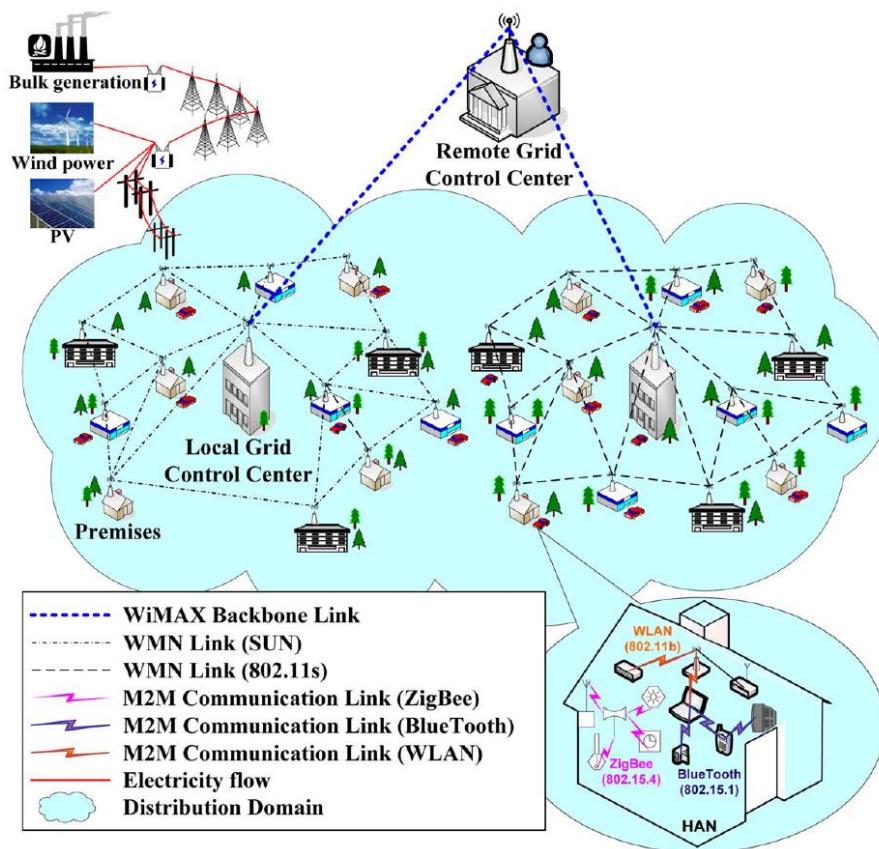 Bulk generation
Wind power
PV
Remote Grid
Control Center
Local Grid
Control Center
Premises
WiMAX Backbone Link
WMN Link (SUN)
WMN Link (802.11s)
M2M Communication Link (ZigBee)
M2M Communication Link (BlueTooth)
M2M Communication Link (WLAN)
Electricity flow
Distribution Domain
WLAN
(802.11b)
ZigBee
(802.15.4)
BlueTooth
(802.15.1)
HAN